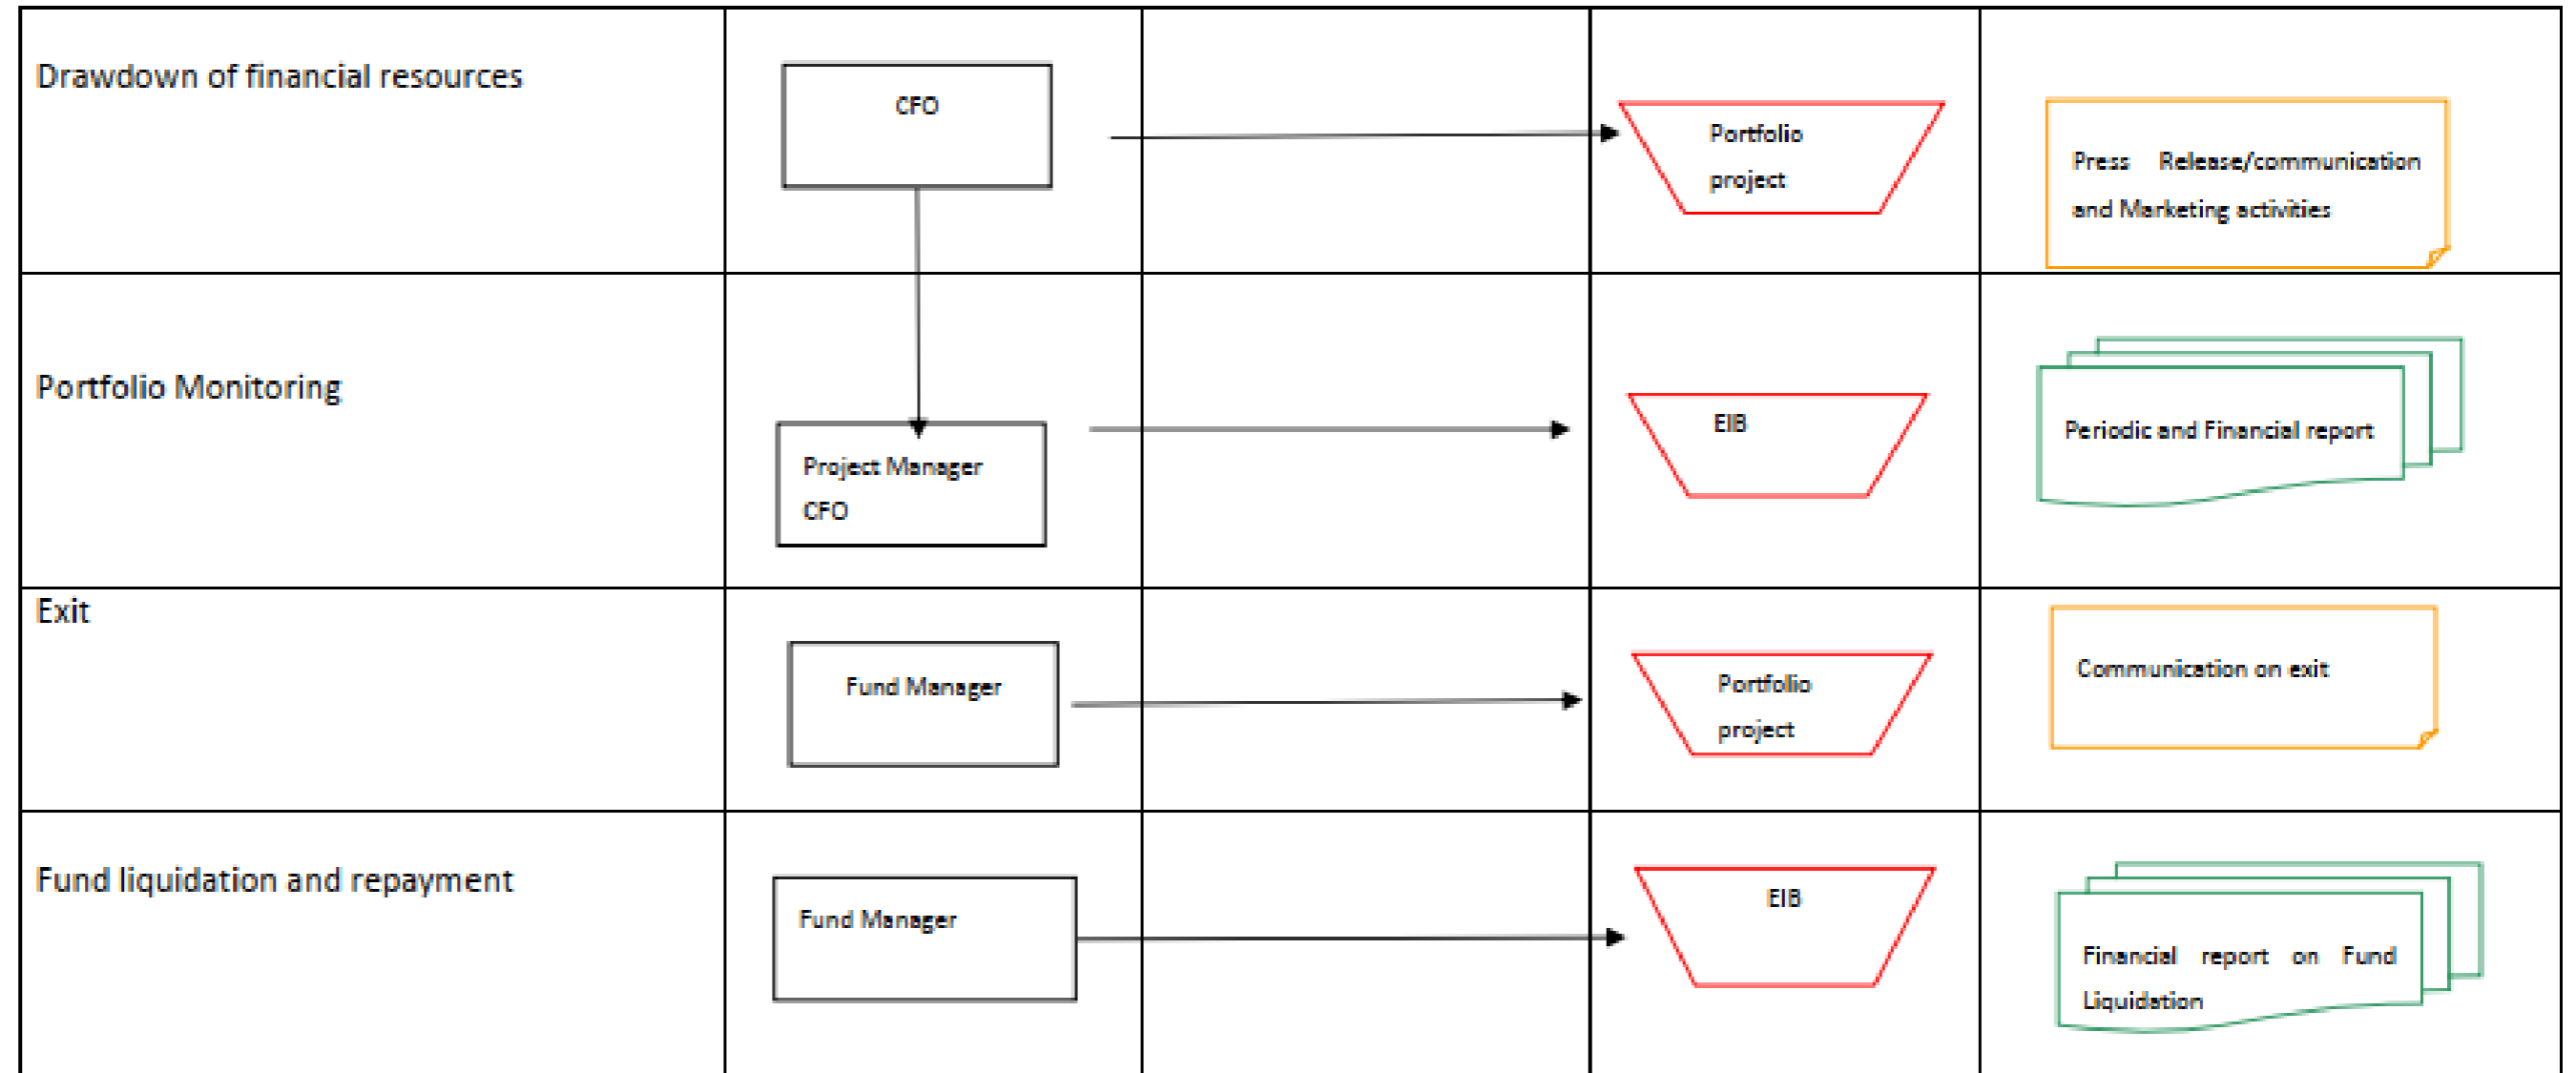 Drawdown of financial resources
CFO
Portfolio
project
Press Release/communication
and Marketing activities
Portfolio Monitoring
Project Manager
CFO
EIB
Periodic and Financial report
Exit
Fund Manager
Portfolio
project
Communication on exit
Fund liquidation and repayment
Fund Manager
EIB
Financial report on Fund
Liquidation